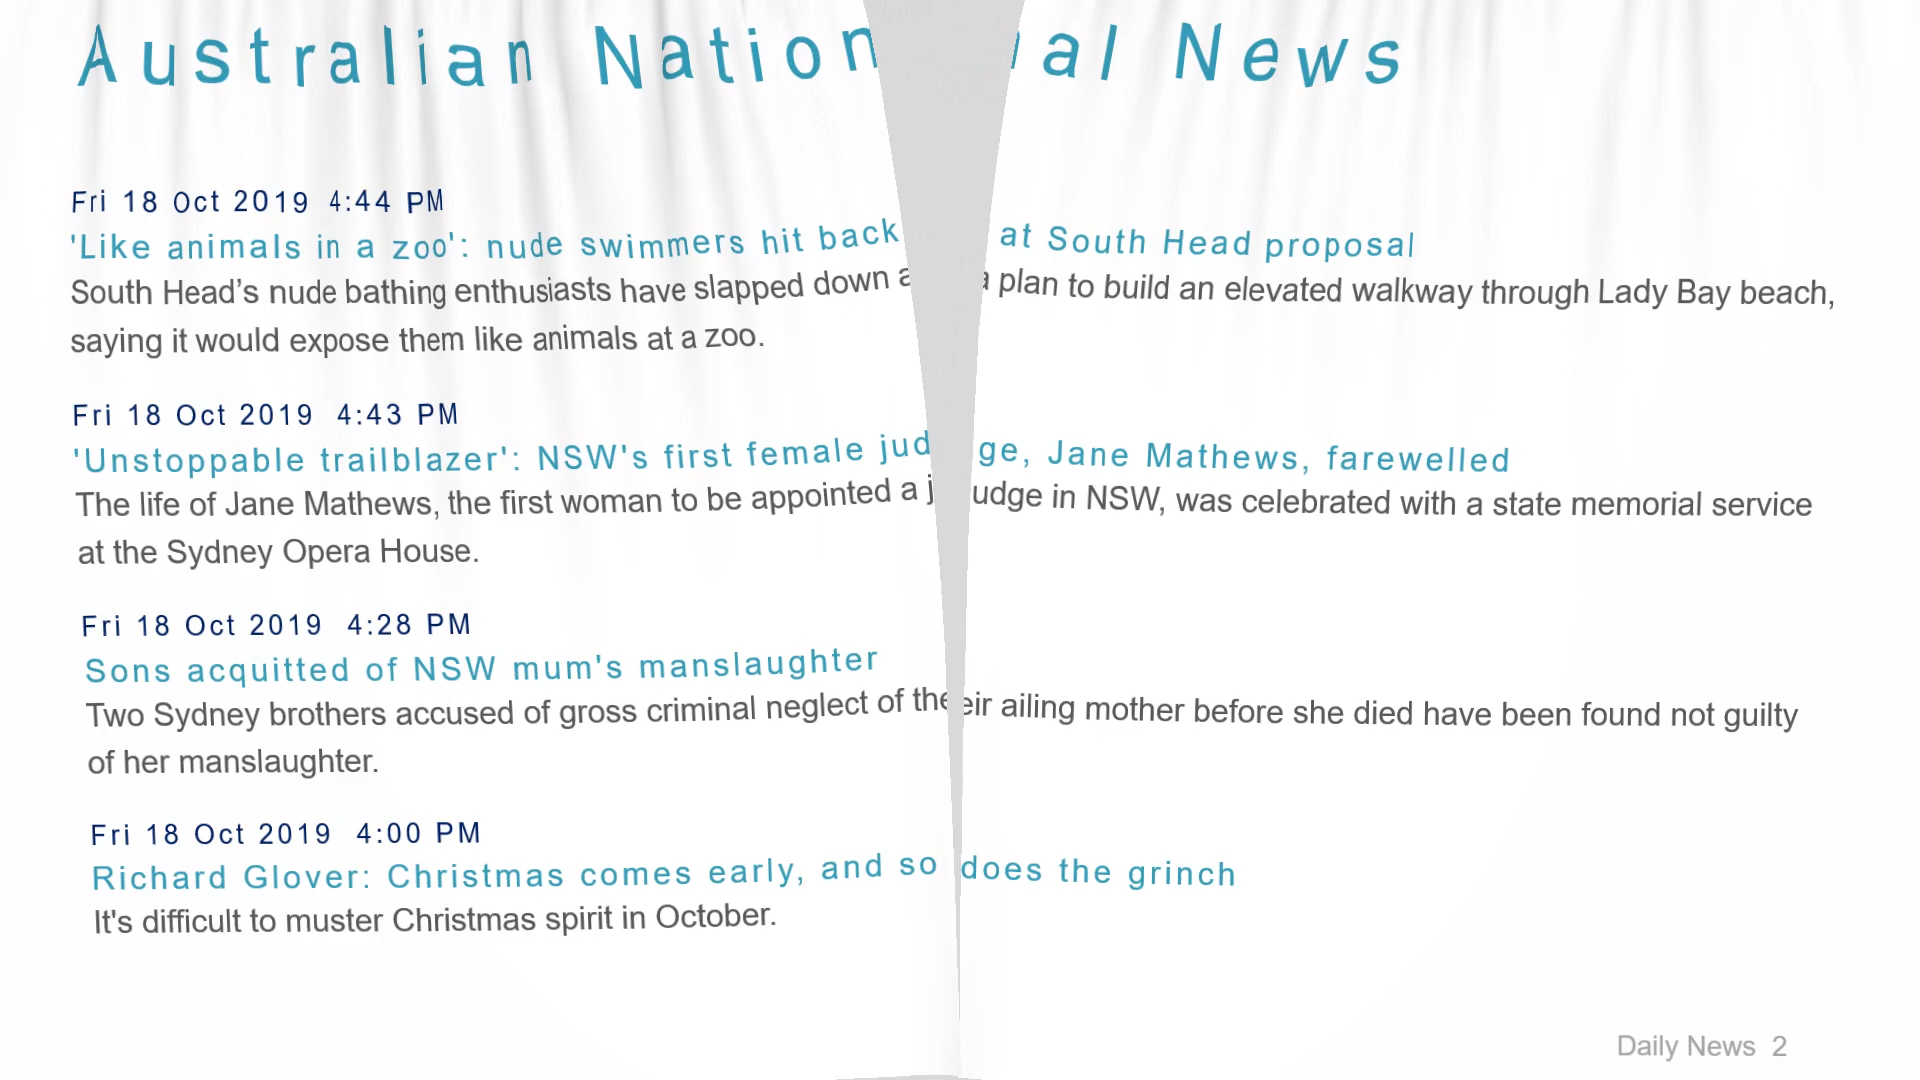 Australian National News
Fri 18 Oct 2019 4:44 PM
'Like animals in a zoo': nude swimmers hit back at South Head proposal
South Head’s nude bathing enthusiasts have slapped down a plan to build an elevated walkway through Lady Bay beach,
saying it would expose them like animals at a zoo.
Fri 18 Oct 2019 4:43 PM
'Unstoppable trailblazer': NSW's first female judge, Jane Mathews, farewelled
The life of Jane Mathews, the first woman to be appointed a judge in NSW, was celebrated with a state memorial service
at the Sydney Opera House.
Fri 18 Oct 2019 4:28 PM
Sons acquitted of NSW mum's manslaughter
Two Sydney brothers accused of gross criminal neglect of their ailing mother before she died have been found not guilty
of her manslaughter.
Fri 18 Oct 2019 4:00 PM
Richard Glover: Christmas comes early, and so does the grinch
It's difficult to muster Christmas spirit in October.
Daily News 2